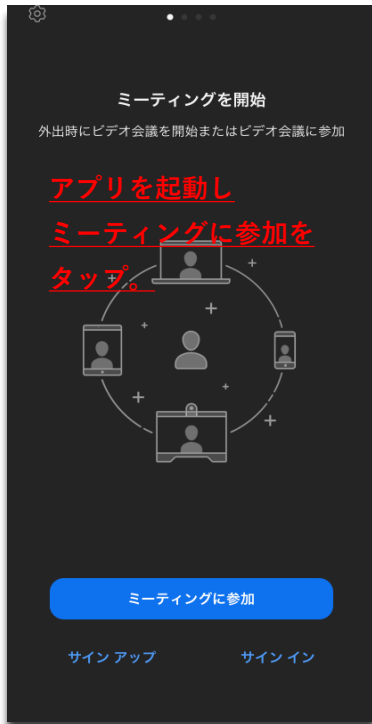 ミーティングを開始
外出時にビデオ会議を開始またはビデオ会議に参加
アプリを起動し
ミーティングに参加を
タップ。
ミーティングに参加
サイン アップ
サイン イン